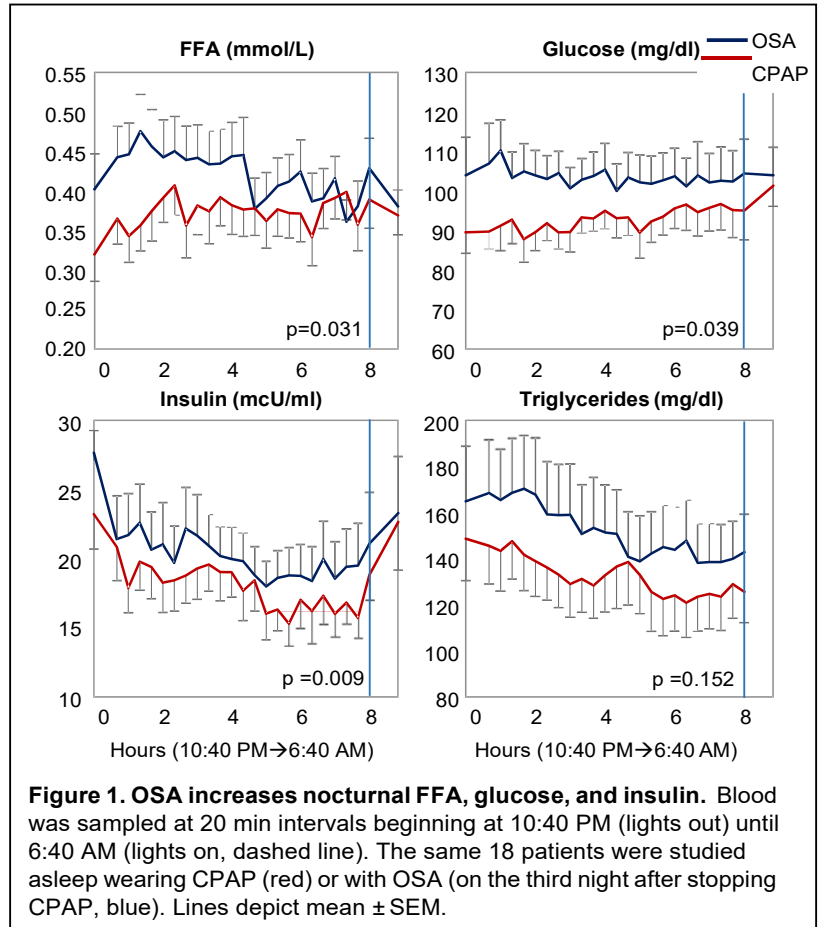 FFA (mmol/L)
0.55
0.50
0.45
0.40
0.35
0.30
0.25
0.20
p=0.031
0 2 4 6 8
Glucose (mg/dl)
OSA
CPAP
130
120
110
100
90
80
70
60
p=0.039
0 2 4 6 8
Insulin (mcU/ml)
30
25
20
15
10
p =0.009
0 2 4 6 8
Hours (10:40 PM→6:40 AM)
Triglycerides (mg/dl)
200
180
160
140
120
100
80
p =0.152
0 2 4 6 8
Hours (10:40 PM→6:40 AM)
Figure 1. OSA increases nocturnal FFA, glucose, and insulin. Blood
was sampled at 20 min intervals beginning at 10:40 PM (lights out) until
6:40 AM (lights on, dashed line). The same 18 patients were studied
asleep wearing CPAP (red) or with OSA (on the third night after stopping
CPAP, blue). Lines depict mean ± SEM.